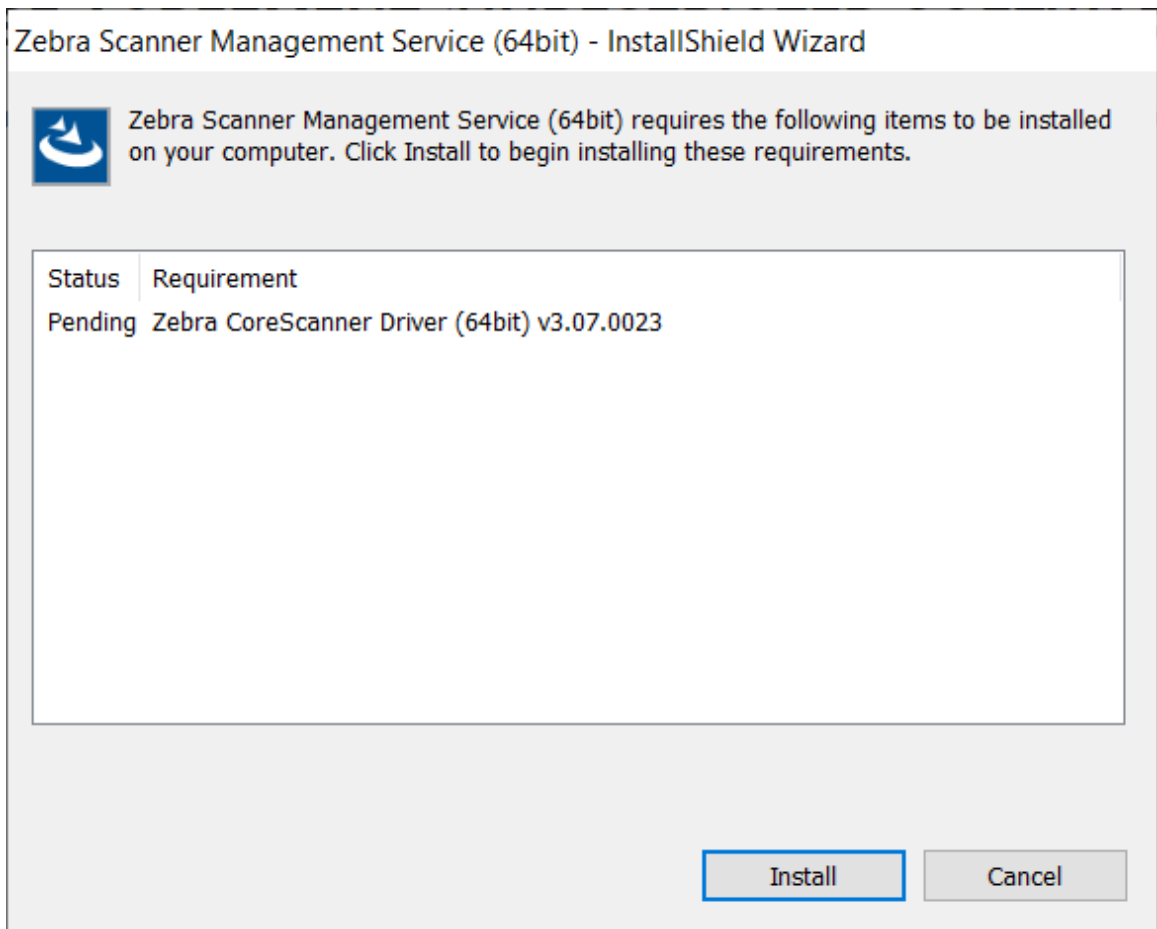 Zebra Scanner Management Service (64bit) - InstallShield Wizard
Zebra Scanner Management Service (64bit) requires the following items to be installed
on your computer. Click Install to begin installing these requirements.
Status Requirement
Pending Zebra CoreScanner Driver (64bit) v3.07.0023
Install Cancel